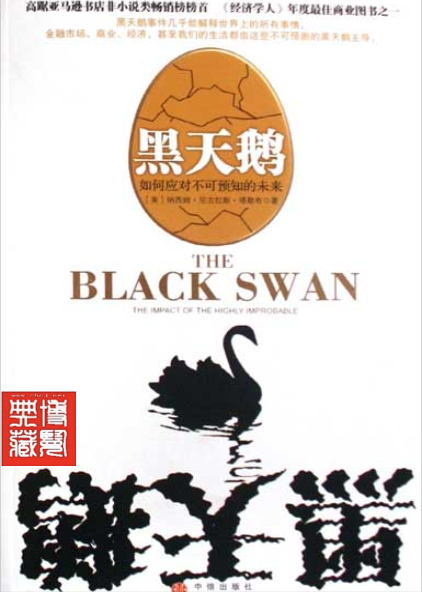 高踞亚马逊书店非小说类畅销榜榜首 《经济学人》年度最佳商业图书之一
黑天鹅事件几乎能解释世界上的所有事情。
金融市场、商业、经济，甚至我们的生活都由这些不可预测的黑天鹅主导。
黑天鹅
如何应对不可预知的未来
[美]纳西姆·尼古拉斯·塔勒布◎著
THE
BLACK SWAN
THE IMPACT OF THE HIGHLY IMPROBABLE
博览
典藏
黑天鹅
中信出版社